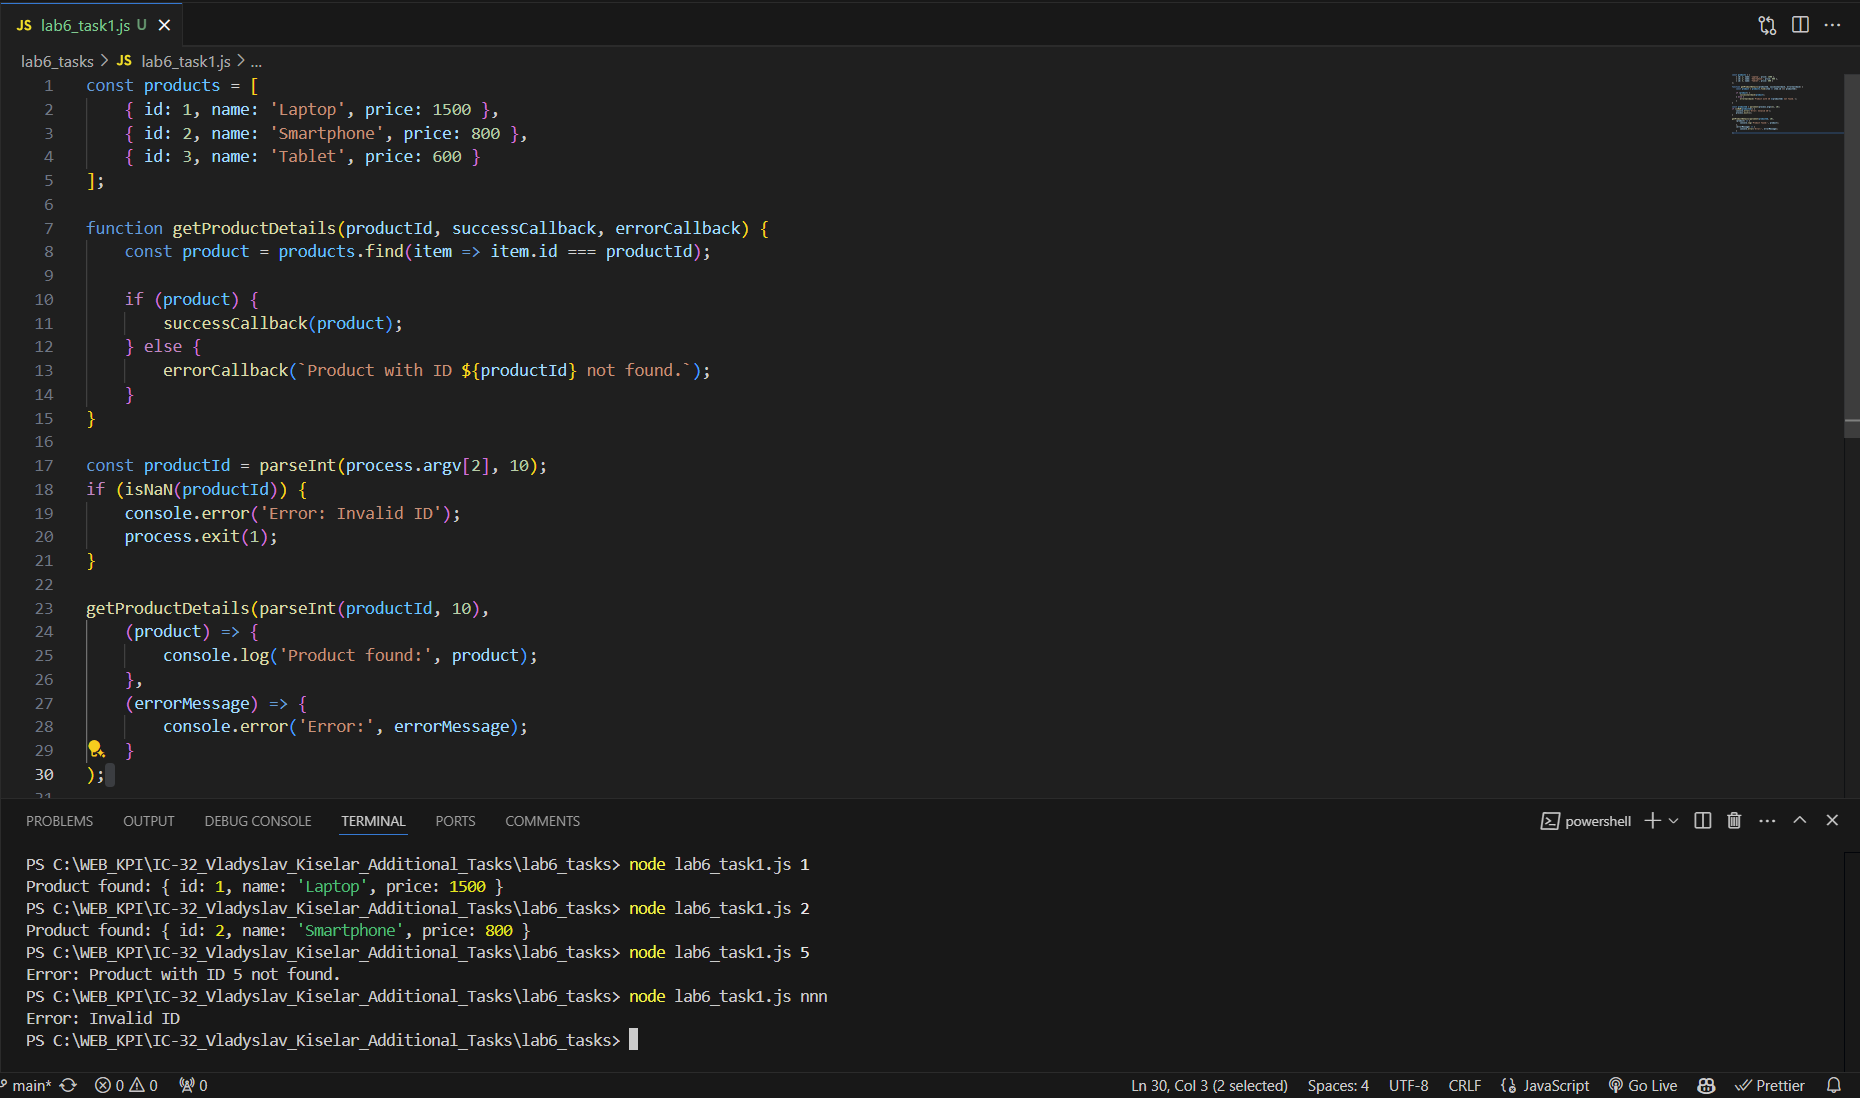 JS lab6_task1.js U
lab6_tasks > JS lab6_task1.js > ...
1 const products = [
2     { id: 1, name: 'Laptop', price: 1500 },
3     { id: 2, name: 'Smartphone', price: 800 },
4     { id: 3, name: 'Tablet', price: 600 }
5 ];
6
7 function getProductDetails(productId, successCallback, errorCallback) {
8     const product = products.find(item => item.id === productId);
9
10     if (product) {
11         successCallback(product);
12     } else {
13         errorCallback(`Product with ID ${productId} not found.`);
14     }
15 }
16
17 const productId = parseInt(process.argv[2], 10);
18 if (isNaN(productId)) {
19     console.error('Error: Invalid ID');
20     process.exit(1);
21 }
22
23 getProductDetails(parseInt(productId, 10),
24     (product) => {
25         console.log('Product found:', product);
26     },
27     (errorMessage) => {
28         console.error('Error:', errorMessage);
29     }
30 );
31
PROBLEMS OUTPUT DEBUG CONSOLE TERMINAL PORTS COMMENTS powershell
PS C:\WEB_KPI\IC-32_Vladyslav_Kiselar_Additional_Tasks\lab6_tasks> node lab6_task1.js 1
Product found: { id: 1, name: 'Laptop', price: 1500 }
PS C:\WEB_KPI\IC-32_Vladyslav_Kiselar_Additional_Tasks\lab6_tasks> node lab6_task1.js 2
Product found: { id: 2, name: 'Smartphone', price: 800 }
PS C:\WEB_KPI\IC-32_Vladyslav_Kiselar_Additional_Tasks\lab6_tasks> node lab6_task1.js 5
Error: Product with ID 5 not found.
PS C:\WEB_KPI\IC-32_Vladyslav_Kiselar_Additional_Tasks\lab6_tasks> node lab6_task1.js nnn
Error: Invalid ID
PS C:\WEB_KPI\IC-32_Vladyslav_Kiselar_Additional_Tasks\lab6_tasks>
main* 0 0 0 Ln 30, Col 3 (2 selected) Spaces: 4 UTF-8 CRLF JavaScript Go Live Prettier